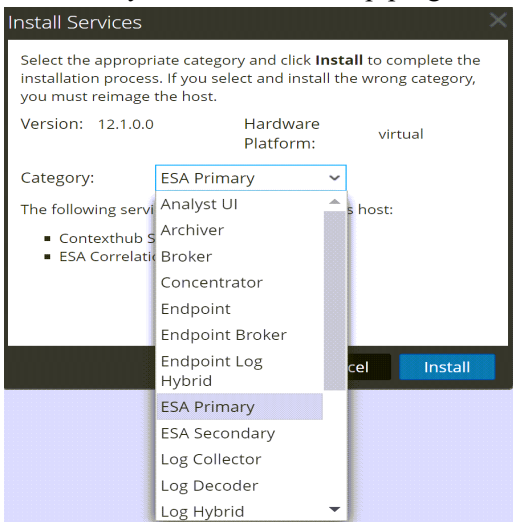 Install Services
Select the appropriate category and click Install to complete the
installation process. If you select and install the wrong category,
you must reimage the host.
Version: 12.1.0.0 Hardware Platform: virtual
Category: ESA Primary
The following s host:
Contexthub
ESA
Analyst UI
Archiver
Broker
Concentrator
Endpoint
Endpoint Broker
Endpoint Log
Hybrid
ESA Primary
ESA Secondary
Log Collector
Log Decoder
Log Hybrid
Install